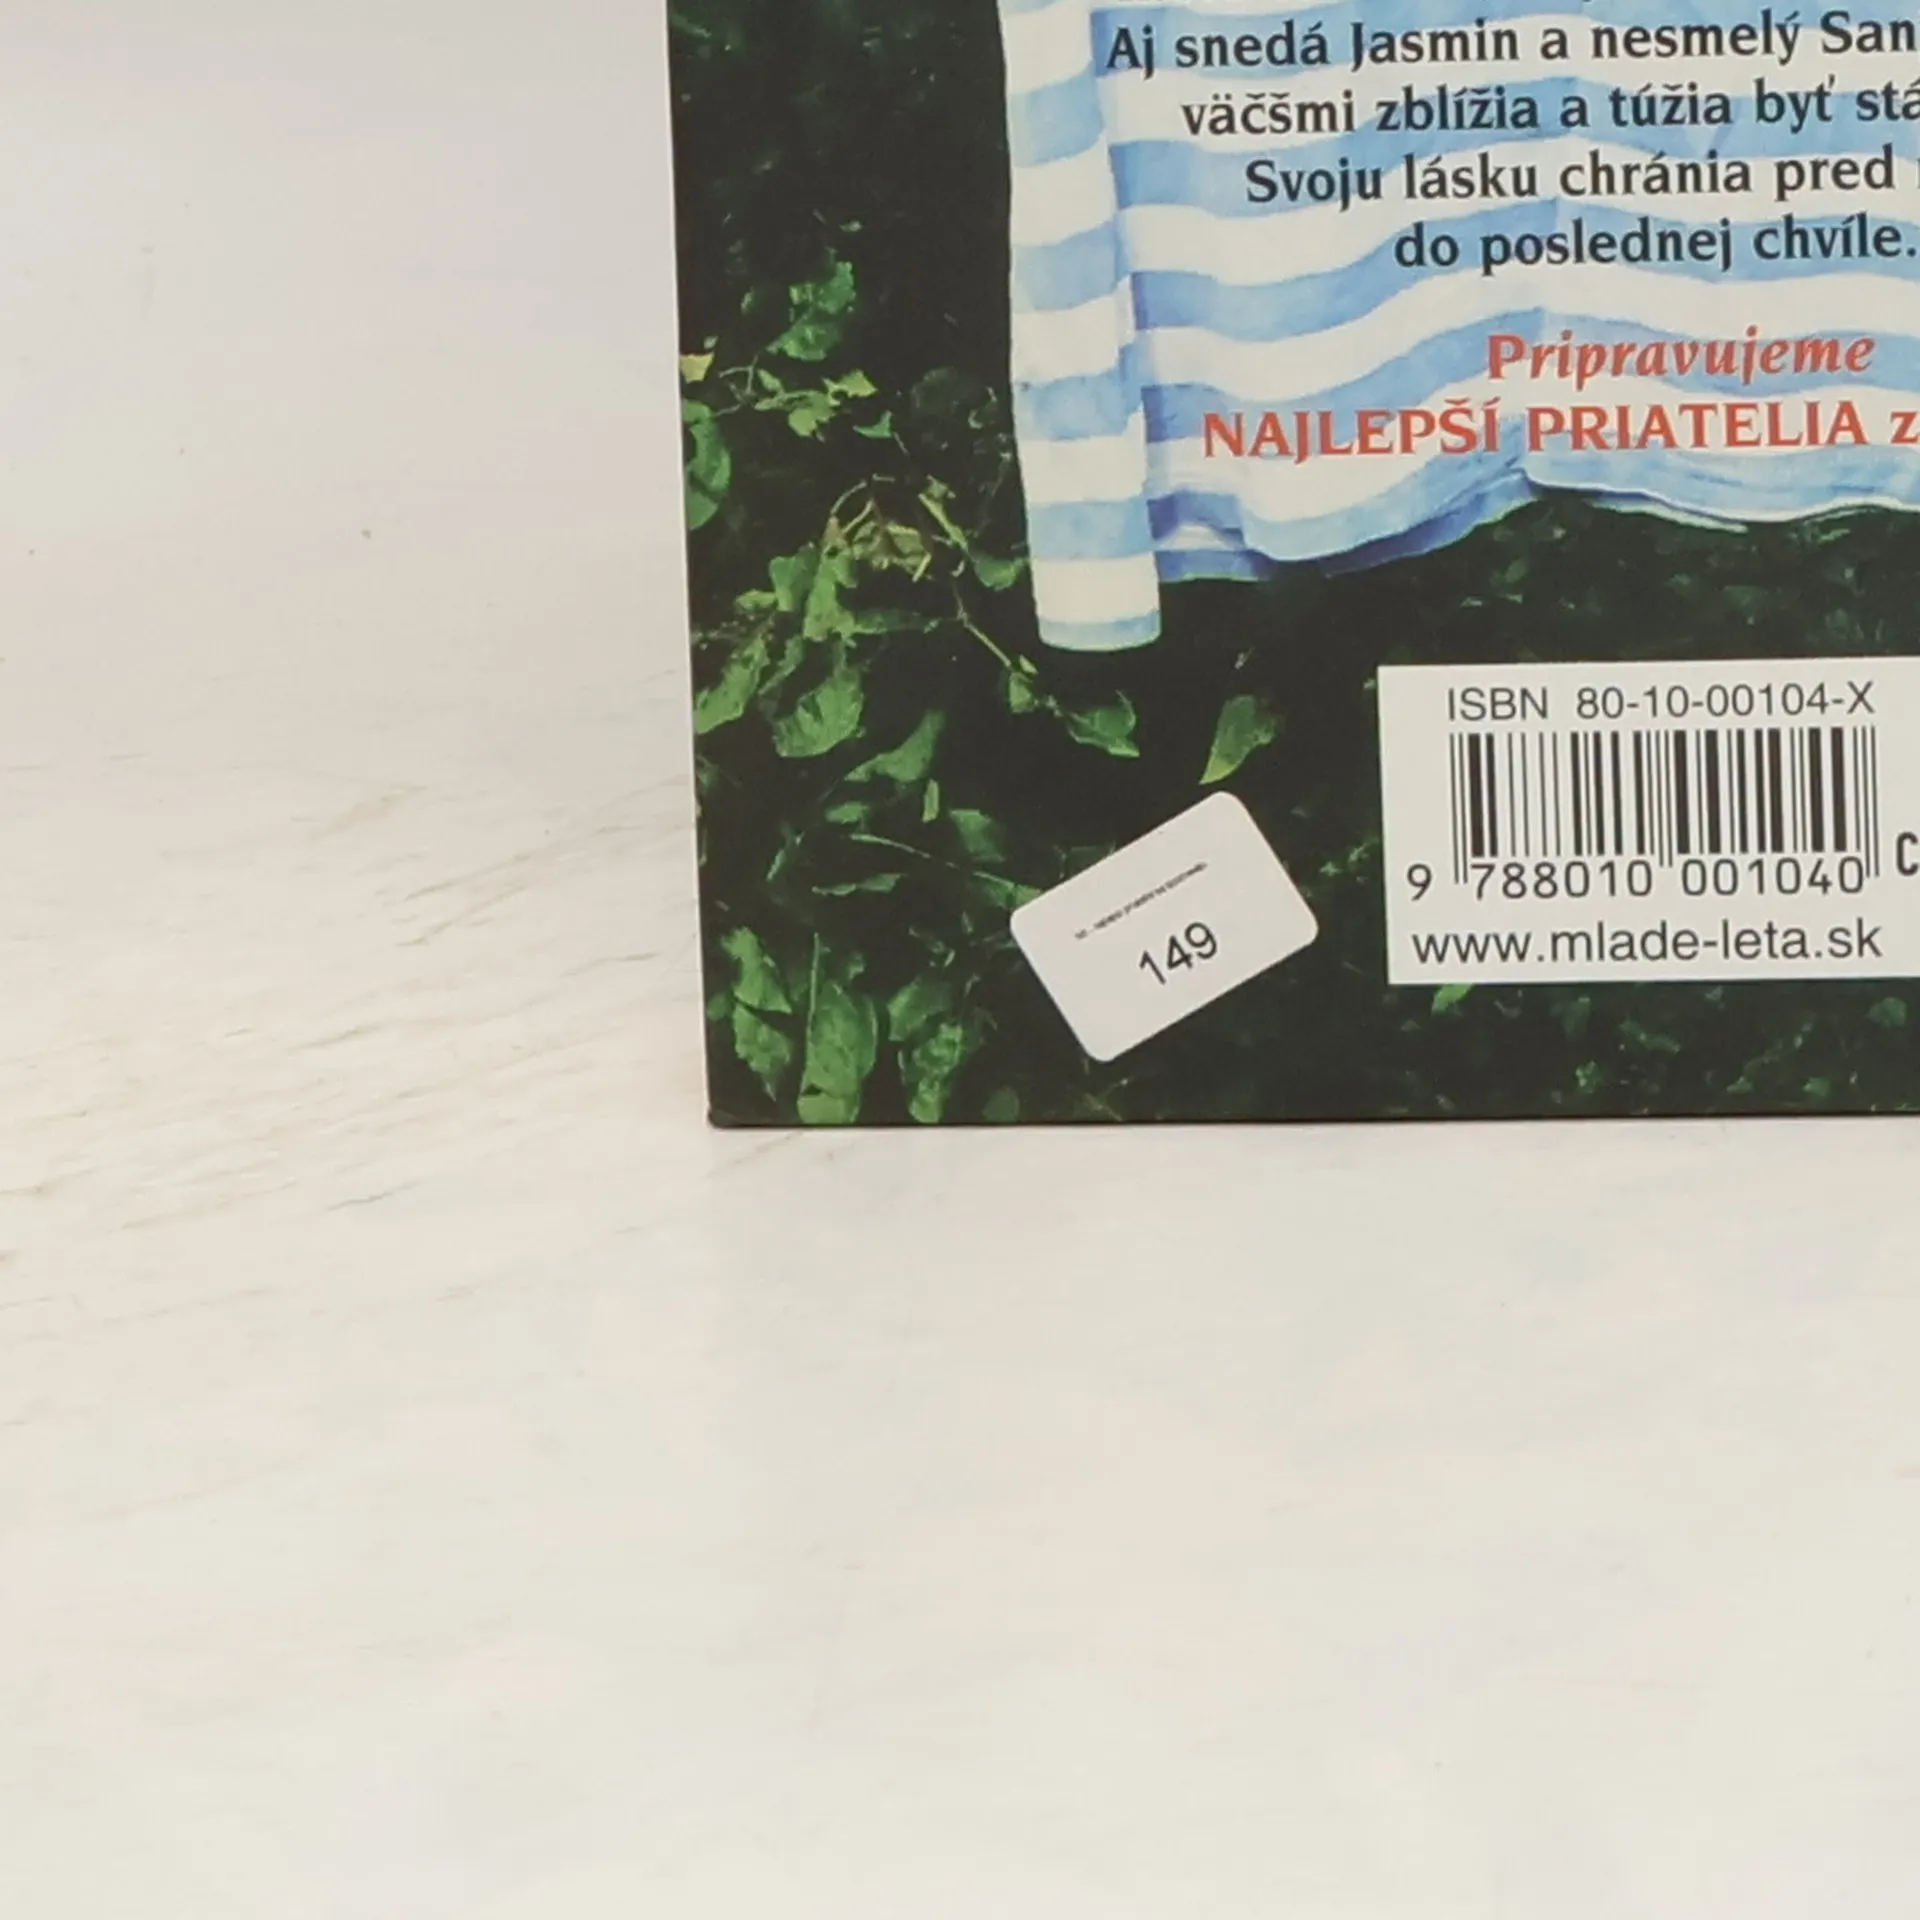 Aj snedá Jasmin a nesmelý San
väčšmi zblížia a túžia byť stá
Svoju lásku chránia pred
do poslednej chvíle.
Pripravujeme
NAJLEPŠÍ PRIATELIA z
ISBN 80-10-00104-X
9 788010 001040
C
www.mlade-leta.sk
149